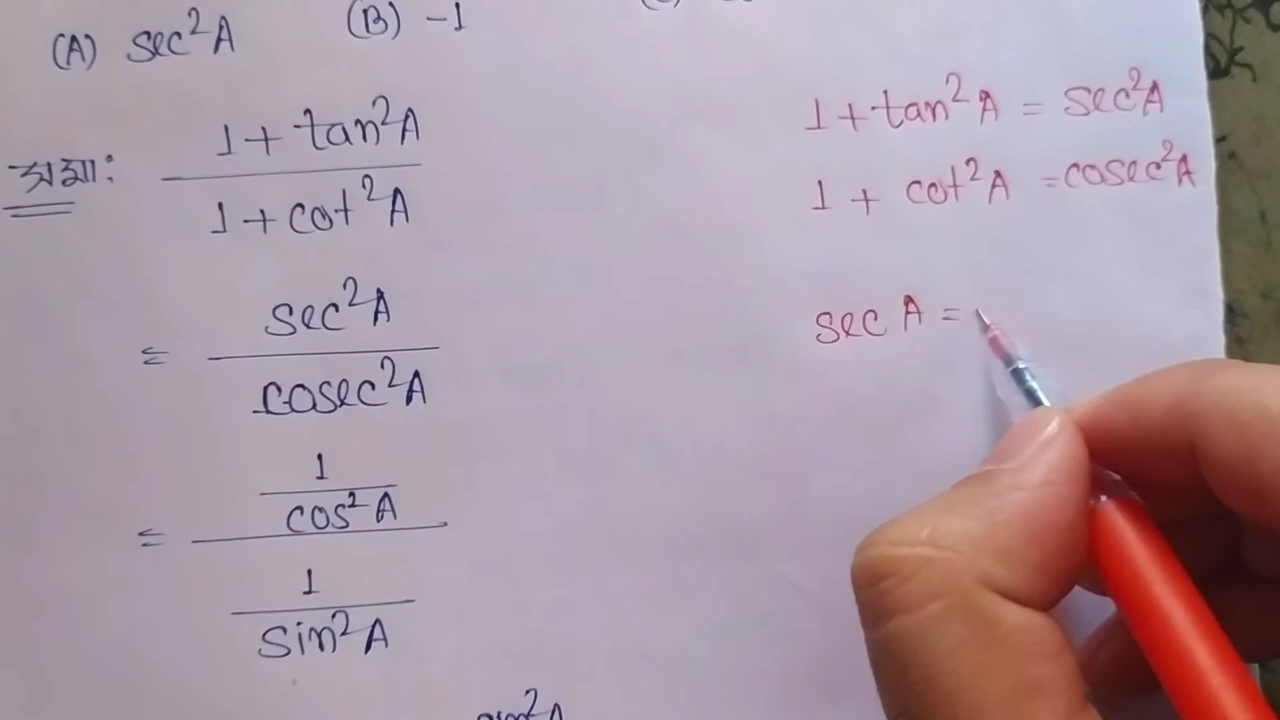 (A) sec²A (B) -1
সমা: 1 + tan²A / 1 + cot²A
= sec²A / cosec²A
= 1/cos²A / 1/sin²A
1 + tan²A = sec²A
1 + cot²A = cosec²A
sec A =